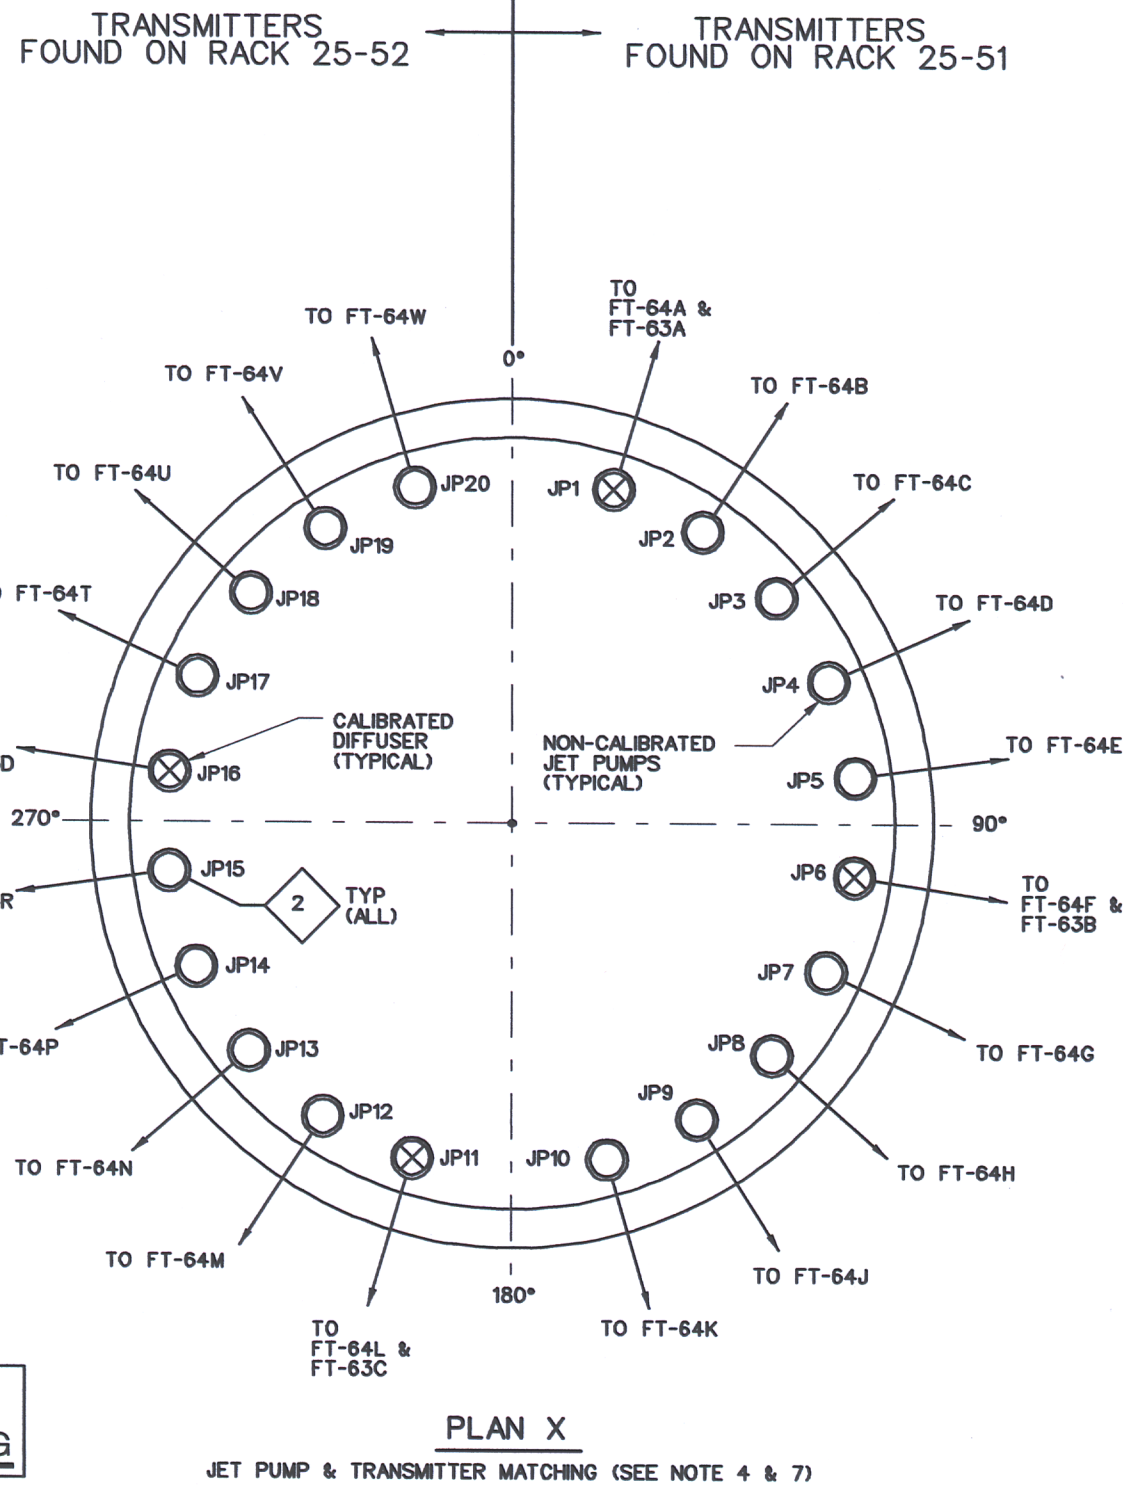 TRANSMITTERS
FOUND ON RACK 25-52
TRANSMITTERS
FOUND ON RACK 25-51
TO
FT-64A &
FT-63A
TO FT-64W
0°
TO FT-64V
TO FT-64B
TO FT-64U
TO FT-64C
JP20
JP1
JP19
JP2
FT-64T
JP18
JP3
TO FT-64D
JP17
JP4
CALIBRATED
DIFFUSER
(TYPICAL)
NON-CALIBRATED
JET PUMPS
(TYPICAL)
TO FT-64E
D
JP16
JP5
270°
90°
JP15
JP6
R
2
TYP
(ALL)
TO
FT-64F &
FT-63B
JP14
JP7
T-64P
JP13
JP8
TO FT-64G
JP12
JP9
TO FT-64N
JP11
JP10
TO FT-64H
TO FT-64M
TO FT-64J
180°
TO
FT-64L &
FT-63C
TO FT-64K
G
PLAN X
JET PUMP & TRANSMITTER MATCHING (SEE NOTE 4 & 7)